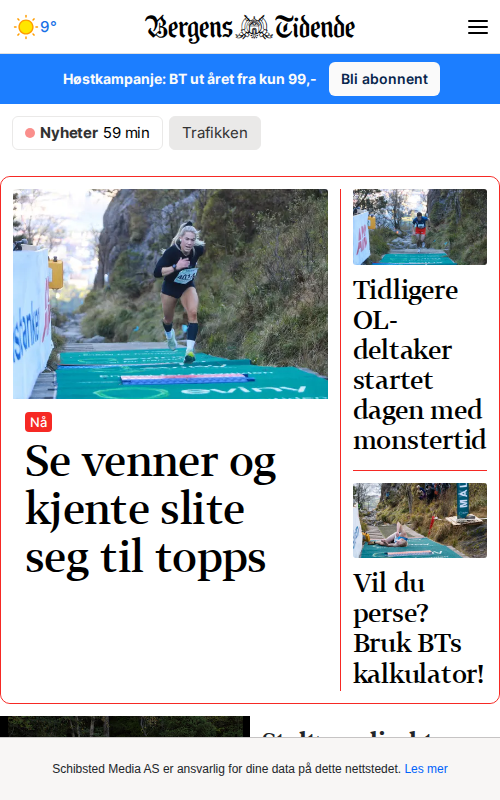 9°
Bergens Tidende
Høstkampanje: BT ut året fra kun 99,-
Bli abonnent
Nyheter 59 min
Trafikken
eviny
Nå
Se venner og
kjente slite
seg til topps
Tidligere
OL-
deltaker
startet
dagen med
monstertid
MÅL
Vil du
perse?
Bruk BTs
kalkulator!
Schibsted Media AS er ansvarlig for dine data på dette nettstedet. Les mer